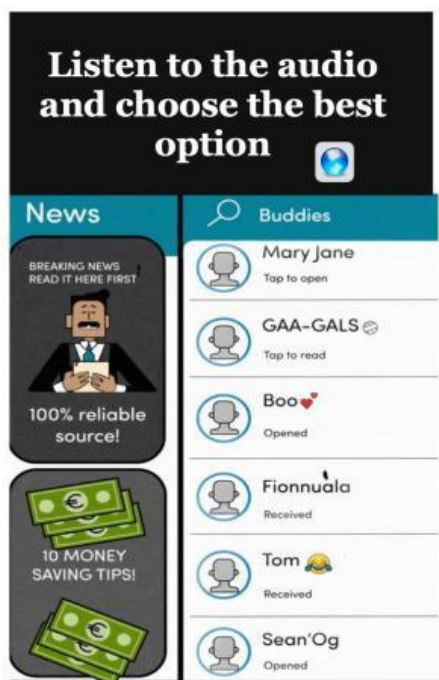 Listen to the audio
and choose the best
option
News
BREAKING NEWS
READ IT HERE FIRST
100% reliable
source!
10 MONEY
SAVING TIPS!
Buddies
Mary Jane
Tap to open
GAA-GALS
Tap to read
Boo
Opened
Fionnuala
Received
Tom
Received
Sean'Og
Opened